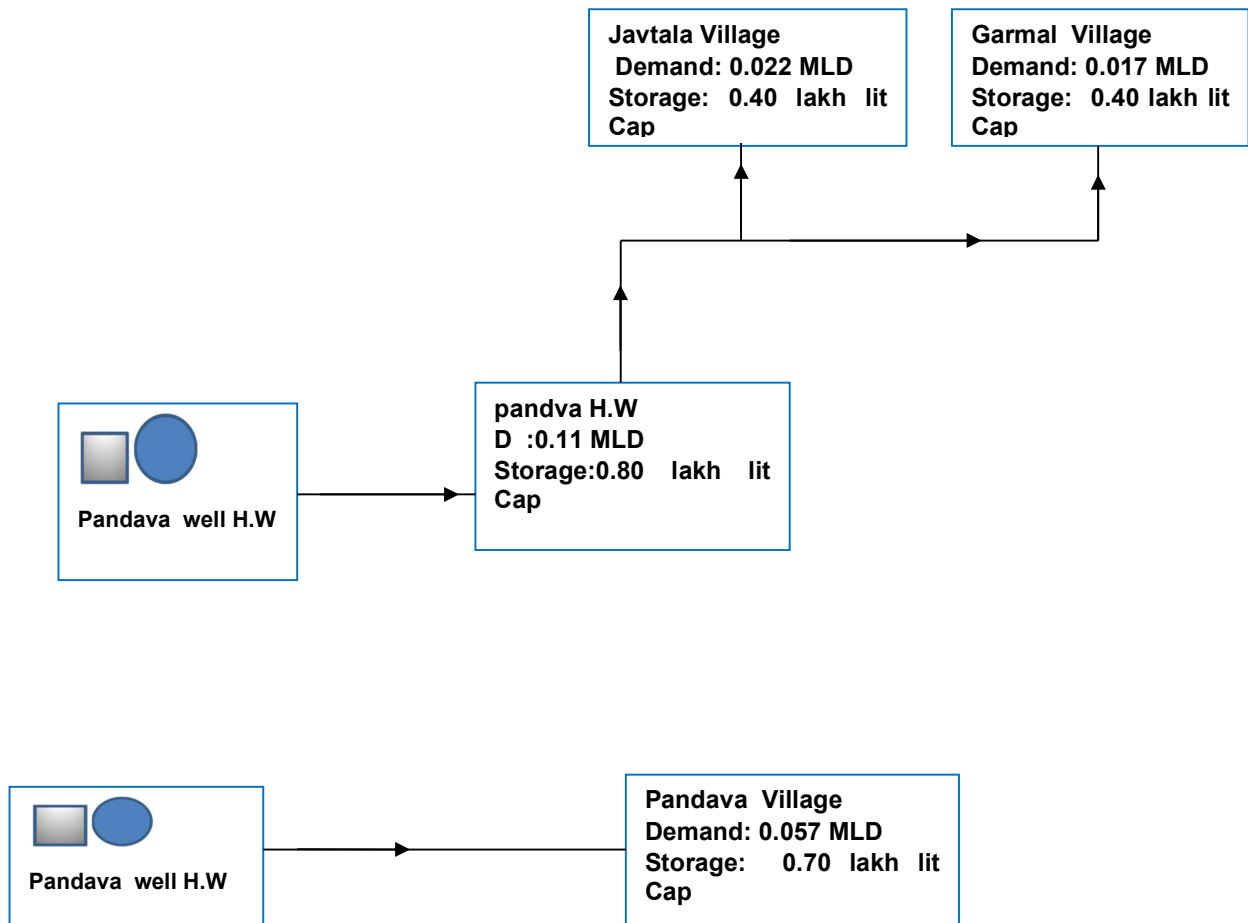 Javtala Village
Demand: 0.022 MLD
Storage: 0.40 lakh lit
Cap
Garmal Village
Demand: 0.017 MLD
Storage: 0.40 lakh lit
Cap
pandva H.W
D :0.11 MLD
Storage:0.80 lakh lit
Cap
Pandava well H.W
Pandava Village
Demand: 0.057 MLD
Storage: 0.70 lakh lit
Cap
Pandava well H.W